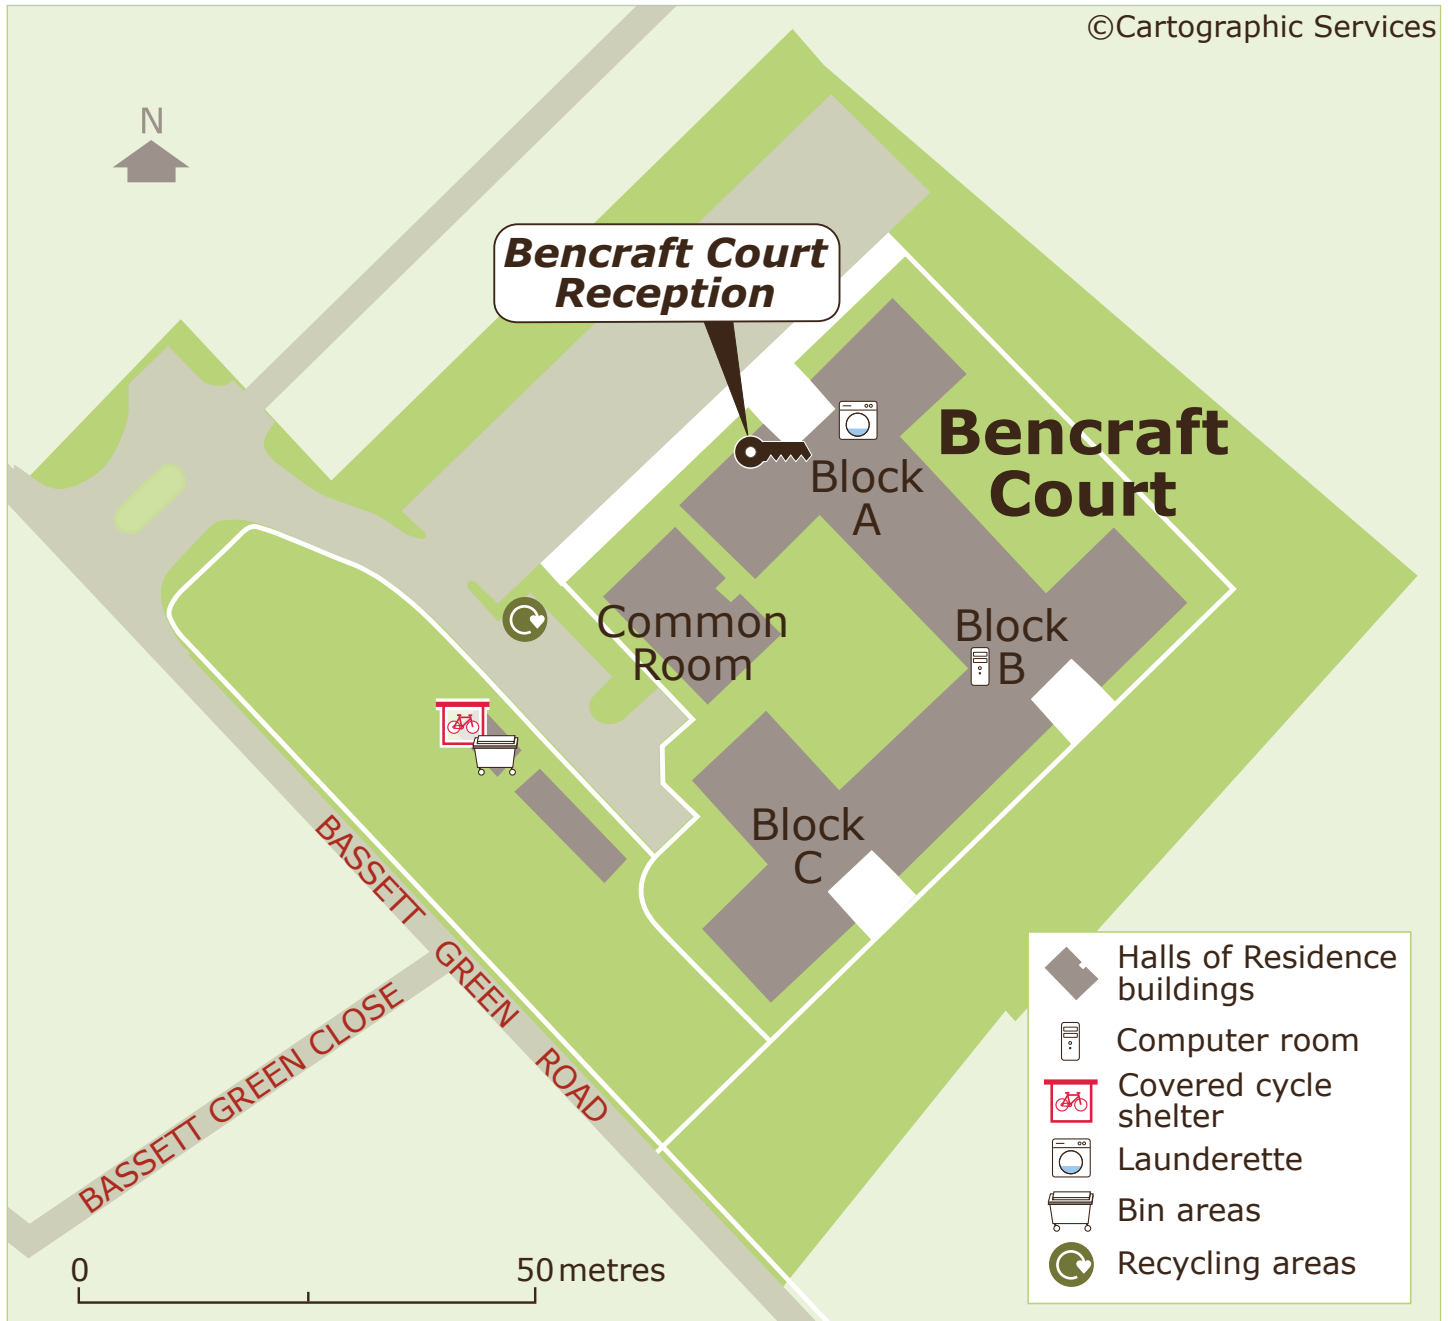 ©Cartographic Services
N
Bencraft Court
Reception
Bencraft
Court
Block
A
Common
Room
Block
B
Block
C
BASSETT GREEN ROAD
BASSETT GREEN CLOSE
Halls of Residence
buildings
Computer room
Covered cycle
shelter
Launderette
Bin areas
Recycling areas
0 50 metres